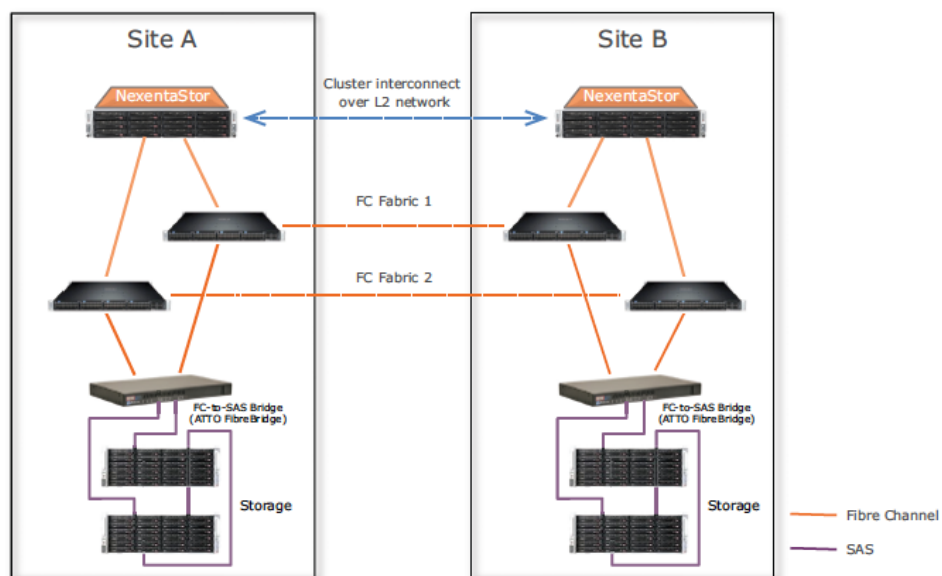 Site A
Site B
NexentaStor
Cluster interconnect
over L2 network
NexentaStor
FC Fabric 1
FC Fabric 2
FC-to-SAS Bridge
(ATTO FibreBridge)
FC-to-SAS Bridge
(ATTO FibreBridge)
Storage
Storage
Fibre Channel
SAS